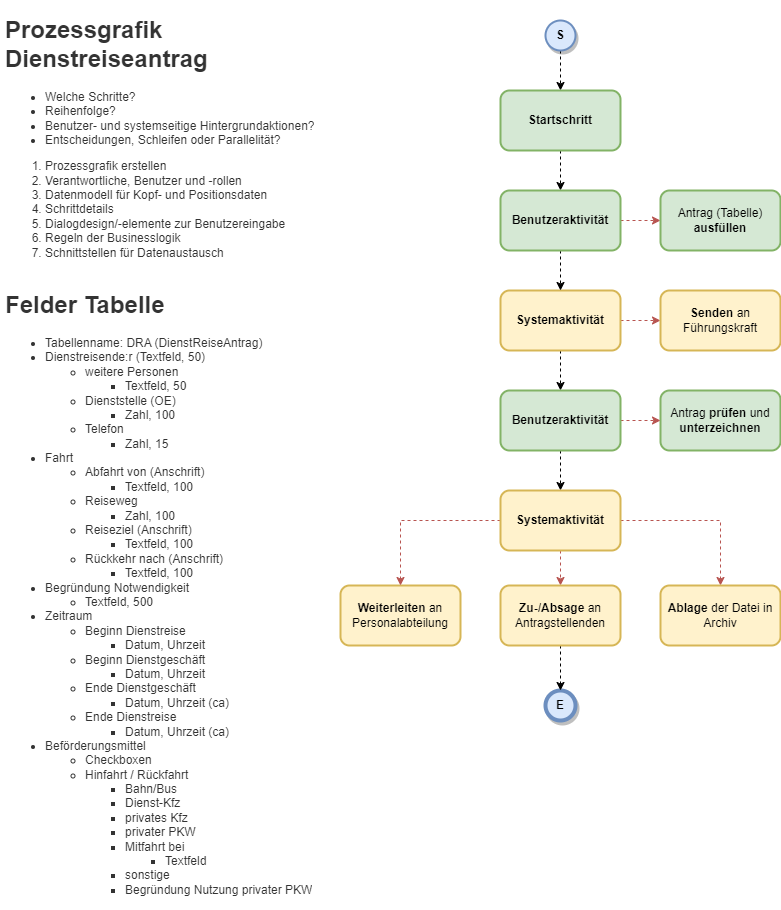 Prozessgrafik
Dienstreiseantrag
Welche Schritte?
Reihenfolge?
Benutzer- und systemseitige Hintergrundaktionen?
Entscheidungen, Schleifen oder Parallelität?
1. Prozessgrafik erstellen
2. Verantwortliche, Benutzer und -rollen
3. Datenmodell für Kopf- und Positionsdaten
4. Schrittdetails
5. Dialogdesign/-elemente zur Benutzereingabe
6. Regeln der Businesslogik
7. Schnittstellen für Datenaustausch
Felder Tabelle
Tabellenname: DRA (DienstReiseAntrag)
Dienstreisende:r (Textfeld, 50)
weitere Personen
Textfeld, 50
Dienststelle (OE)
Zahl, 100
Telefon
Zahl, 15
Fahrt
Abfahrt von (Anschrift)
Textfeld, 100
Reiseweg
Zahl, 100
Reiseziel (Anschrift)
Textfeld, 100
Rückkehr nach (Anschrift)
Textfeld, 100
Begründung Notwendigkeit
Textfeld, 500
Zeitraum
Beginn Dienstreise
Datum, Uhrzeit
Beginn Dienstgeschäft
Datum, Uhrzeit
Ende Dienstgeschäft
Datum, Uhrzeit (ca)
Ende Dienstreise
Datum, Uhrzeit (ca)
Beförderungsmittel
Checkboxen
Hinfahrt / Rückfahrt
Bahn/Bus
Dienst-Kfz
privates Kfz
privater PKW
Mitfahrt bei
Textfeld
sonstige
Begründung Nutzung privater PKW
S
Startschritt
Benutzeraktivität
Antrag (Tabelle)
ausfüllen
Systemaktivität
Senden an
Führungskraft
Benutzeraktivität
Antrag prüfen und
unterzeichnen
Systemaktivität
Weiterleiten an
Personalabteilung
Zu-/Absage an
Antragstellenden
Ablage der Datei in
Archiv
E